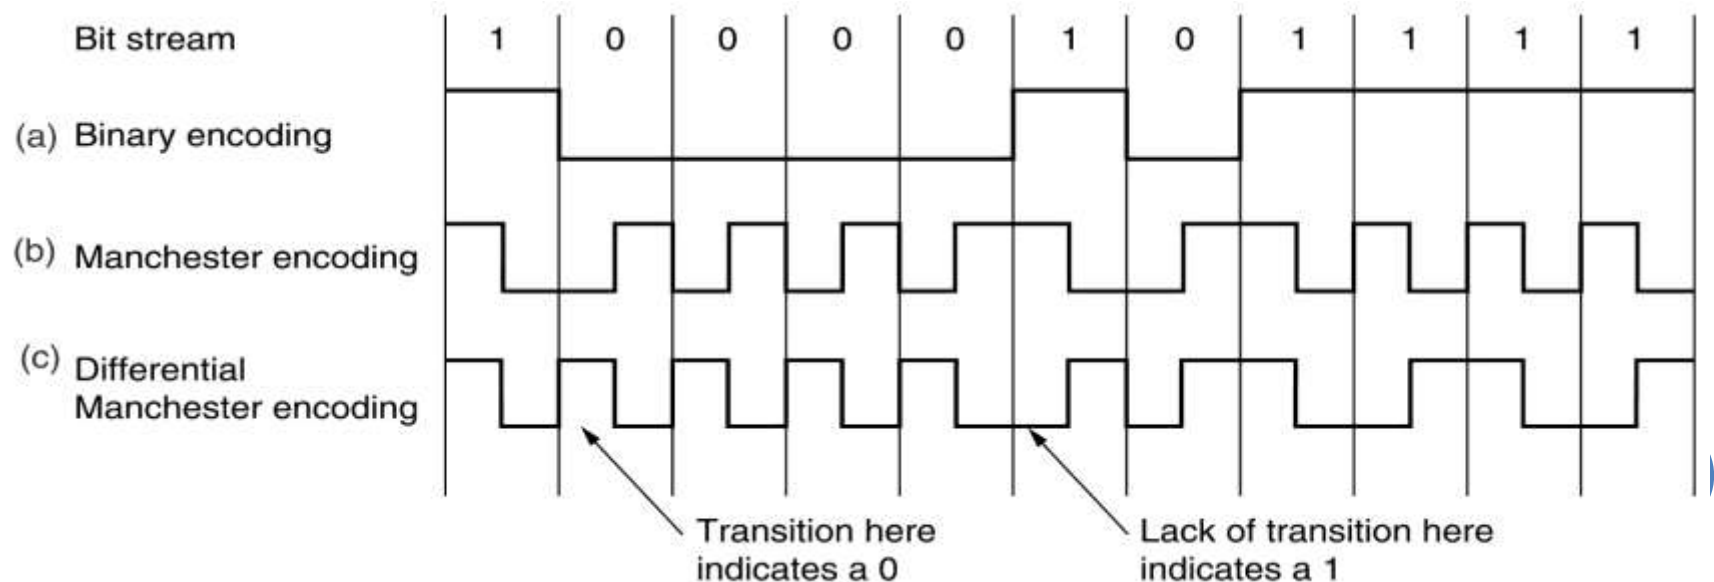 Bit stream 1 0 0 0 0 1 0 1 1 1 1
(a) Binary encoding
(b) Manchester encoding
(c) Differential
Manchester encoding
Transition here
indicates a 0
Lack of transition here
indicates a 1